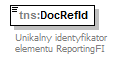 tns:DocRefId
Unikalny identyfikator
elementu ReportingFI